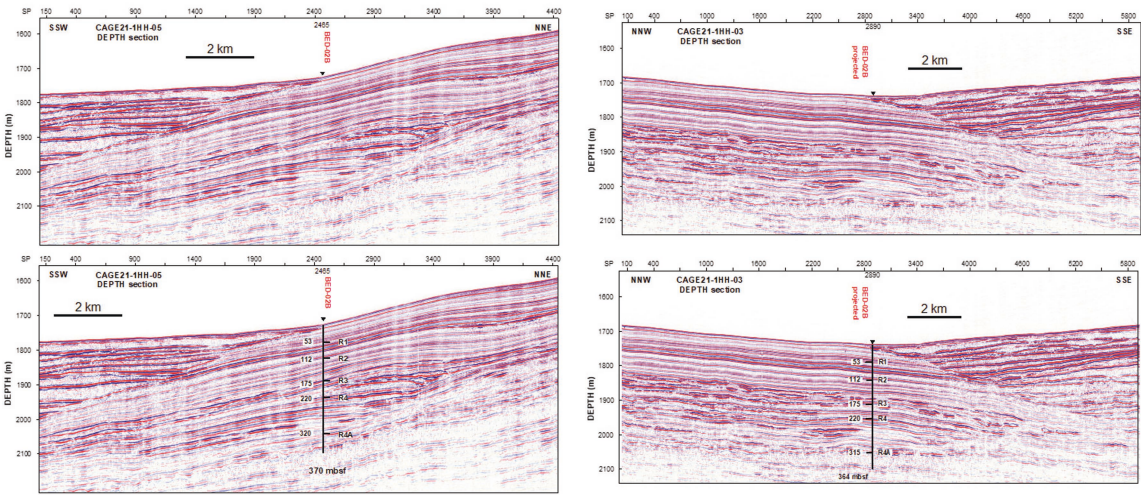 SP 150 400 900 1400 1900 2400 2900 3400 3900 4400
2465
SSW CAGE21-1HH-05 NNE
DEPTH section
BED-02B
2 km
DEPTH (m)
1600
1700
1800
1900
2000
2100
SP 100 400 1000 1600 2200 2800 3400 4000 4600 5200 5800
2890
NNW CAGE21-1HH-03 SSE
DEPTH section
BED-02B
projected
2 km
DEPTH (m)
1600
1700
1800
1900
2000
2100
SP 150 400 900 1400 1900 2400 2900 3400 3900 4400
2465
SSW CAGE21-1HH-05 NNE
DEPTH section
BED-02B
2 km
DEPTH (m)
1600
1700
1800
1900
2000
2100
53 R1
112 R2
175 R3
220 R4
320 R4A
370 mbsf
SP 100 400 1000 1600 2200 2800 3400 4000 4600 5200 5800
2890
NNW CAGE21-1HH-03 SSE
DEPTH section
BED-02B
projected
2 km
DEPTH (m)
1600
1700
1800
1900
2000
2100
53 R1
112 R2
175 R3
220 R4
315 R4A
364 mbsf